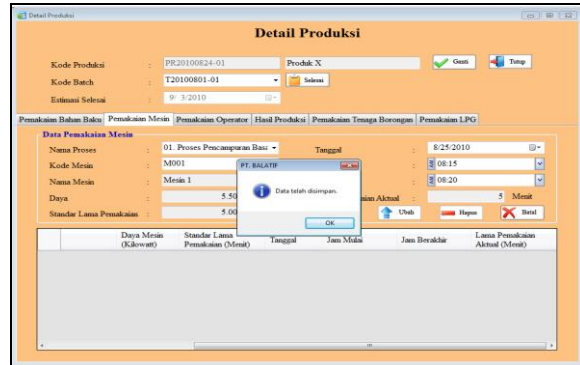 Detail Produksi
Detail Produksi
Kode Produksi : PR20100824-01 Produk X Ganti Tutup
Kode Batch : T20100801-01 Selesai
Estimasi Selesai : 9/ 3/2010
Pemakaian Bahan Baku Pemakaian Mesin Pemakaian Operator Hasil Produksi Pemakaian Tenaga Borongan Pemakaian LPG
Data Pemakaian Mesin
Nama Proses : 01. Proses Pencampuran Basa Tanggal : 8/25/2010
Kode Mesin : M001 : 08:15
Nama Mesin : Mesin 1 : 08:20
Daya : 5.50 aian Aktual : 5 Menit
Standar Lama Pemakaian : 5.00 Ubah Hapus Batal
PT. BALATIF
Data telah disimpan.
OK
Daya Mesin (Kilowatt) Standar Lama Pemakaian (Menit) Tanggal Jam Mulai Jam Berakhir Lama Pemakaian Aktual (Menit)